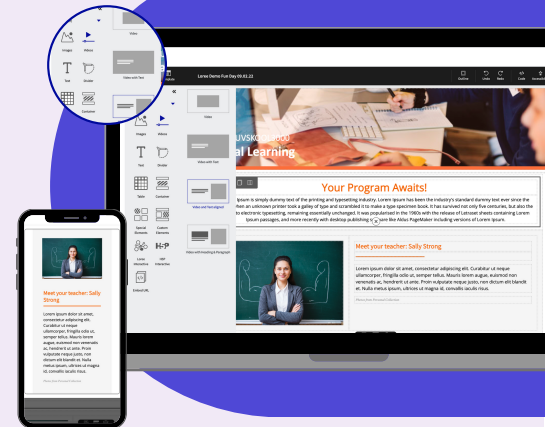 Images
Videos
Video
Text
Divider
Video with Text
Container
Lores Demo Fun Day 09.03.22
Outline
Undo
Redo
Code
Images
Videos
Video
Text
Divider
Video with Text
Table
Container
Video and Text aligned
Special
Elements
Custom
Elements
H-P
Interactive
Interactive
Video with Heading & Paragraph
Embed URL
al Learning
Your Program Awaits!
Ipsum is simply dummy text of the printing and typesetting industry. Lorem Ipsum has been the industry's standard dummy text ever since the
hen an unknown printer took a galley of type and scrambled it to make a type specimen book. It has survived not only five centuries, but also the
to electronic typesetting, remaining essentially unchanged. It was popularised in the 1960s with the release of Letraset sheets containing Lorem
Ipsum passages, and more recently with desktop publishing software like Aldus PageMaker including versions of Lorem Ipsum.
Meet your teacher: Sally Strong
Lorem ipsum dolor sit amet, consectetur adipiscing elit. Curabitur ut neque
ullamcorper, fringilla odio ut, semper tellus. Mauris lorem augue, euismod non
venenatis ac, hendrerit ut ante. Proin vulputate neque justo, non dictum elit blandit
et. Nulla metus ipsum, ultrices ut magna id, convallis iaculis risus.
Meet your teacher: Sally
Strong
Lorem ipsum dolor sit amet,
consectetur adipiscing elit.
Curabitur ut neque
ullamcorper, fringilla odio ut,
semper tellus. Mauris lorem
augue, euismod non venenatis
ac, hendrerit ut ante. Proin
vulputate neque justo, non
dictum elit blandit et. Nulla
metus ipsum, ultrices ut magna
id, convallis iaculis risus.